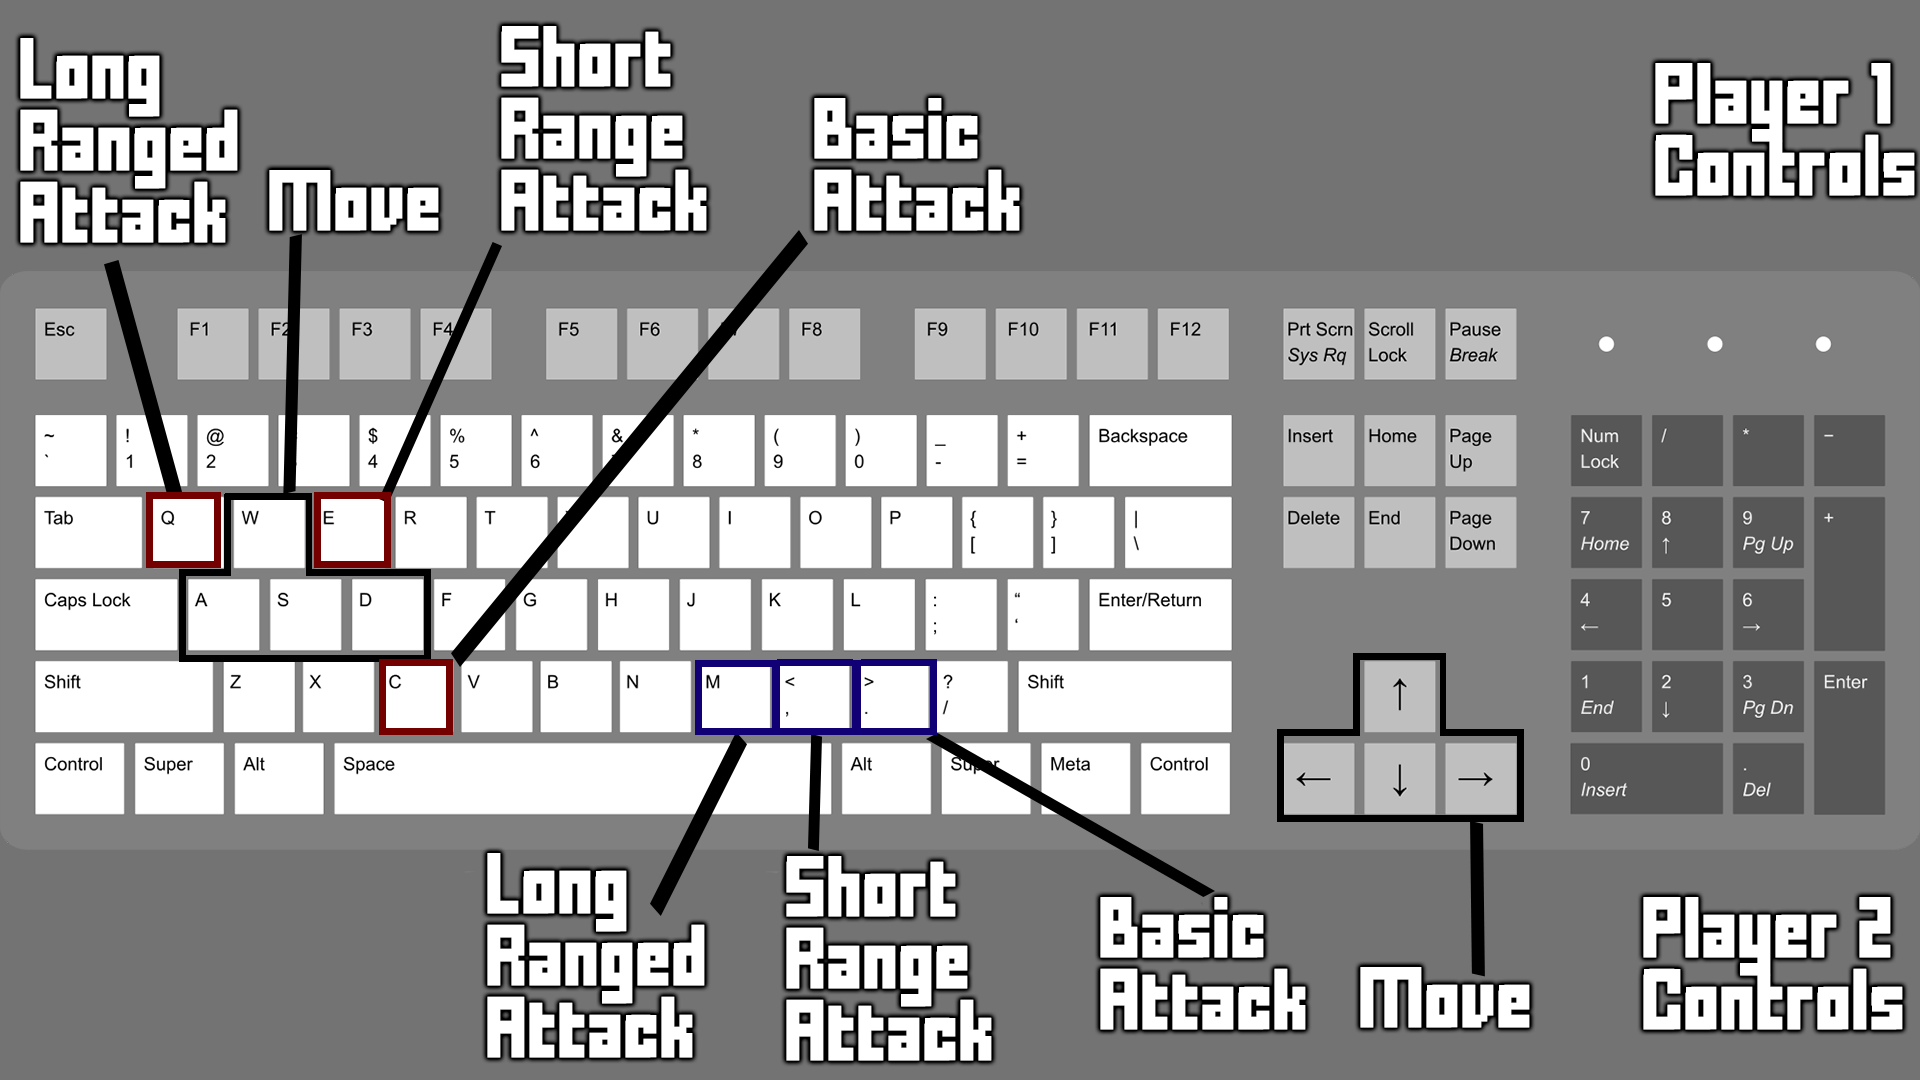 Long
Ranged
Attack
Move
Short
Range
Attack
Basic
Attack
Player 1
Controls
Esc F1 F2 F3 F4 F5 F6 F8 F9 F10 F11 F12 Prt Scrn Scroll Pause
Sys Rq Lock Break
~ ! @ $ % ^ & * ( ) _ + Backspace Insert Home Page Num / * −
` 1 2 4 5 6 8 9 0 - = Up Lock
Tab Q W E R T U I O P { } | Delete End Page 7 8 9 +
[ ] \ Down Home ↑ Pg Up
Caps Lock A S D F G H J K L : “ Enter/Return 4 5 6
; ‘ ← →
Shift Z X C V B N M < > ? Shift ↑ 1 2 3 Enter
, . / End ↓ Pg Dn
Control Super Alt Space Alt Super Meta Control ← ↓ → 0 .
Insert Del
Long
Ranged
Attack
Short
Range
Attack
Basic
Attack
Move
Player 2
Controls